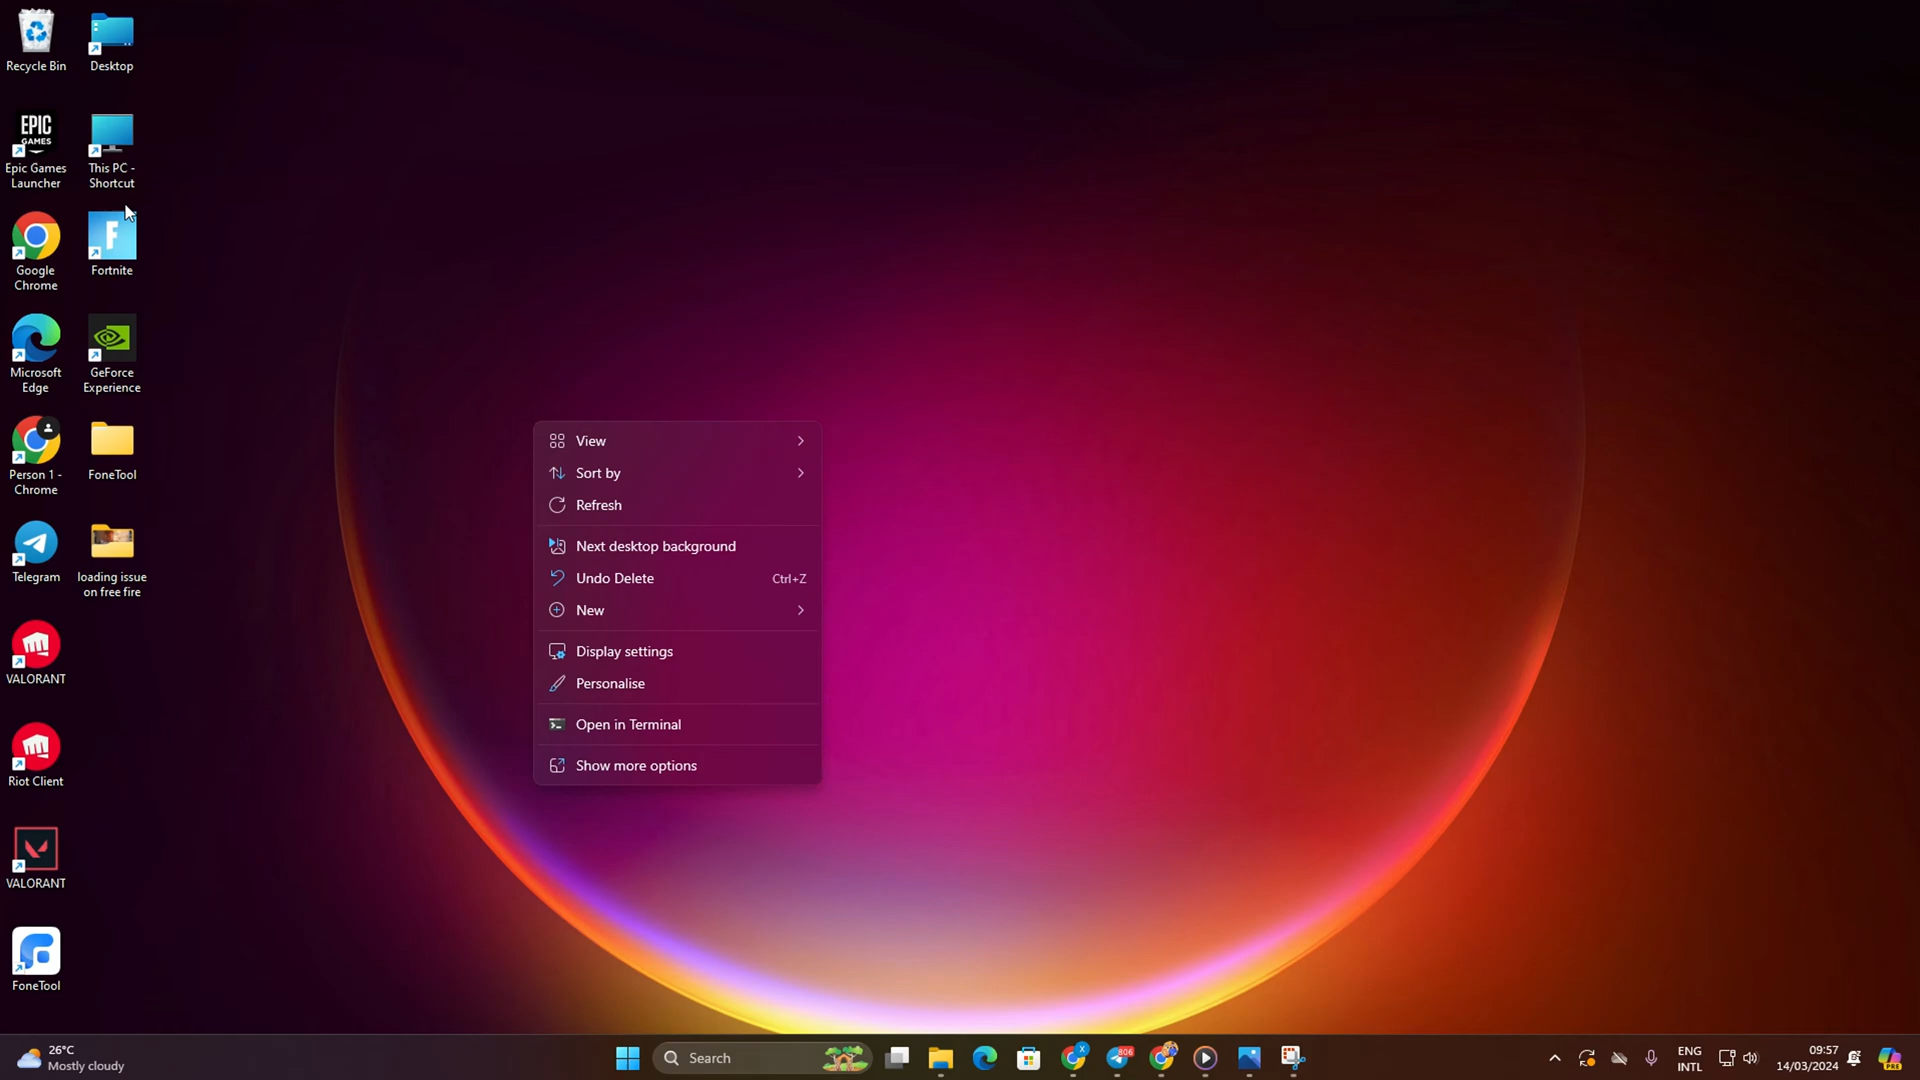 Recycle Bin
Desktop
EPIC
GAMES
Epic Games
Launcher
This PC -
Shortcut
Google
Chrome
F
Fortnite
Microsoft
Edge
GeForce
Experience
Person 1 -
Chrome
FoneTool
Telegram
loading issue
on free fire
VALORANT
Riot Client
VALORANT
FoneTool
View
Sort by
Refresh
Next desktop background
Undo Delete Ctrl+Z
New
Display settings
Personalise
Open in Terminal
Show more options
26°C
Mostly cloudy
Search
X
806
ENG
INTL
09:57
14/03/2024
PRE